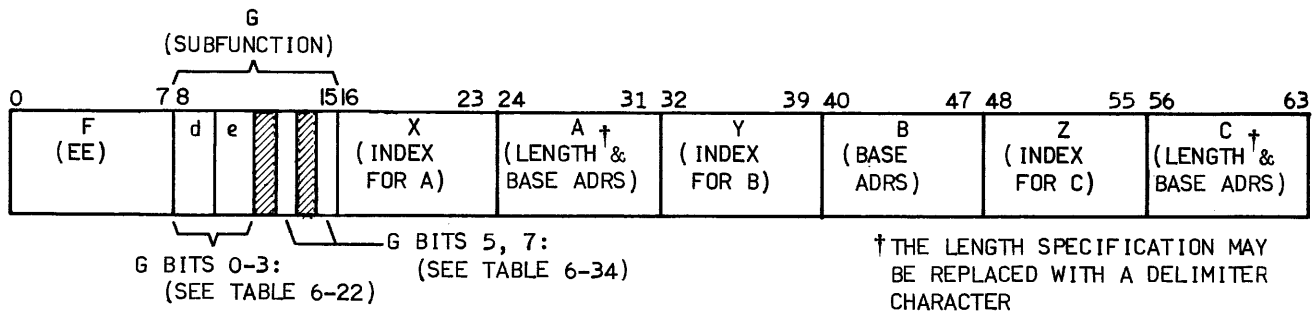 G
(SUBFUNCTION)
0 7 8 15 16 23 24 31 32 39 40 47 48 55 56 63
F d e X A † Y B Z C †
(EE) ( INDEX (LENGTH & ( INDEX (BASE ( INDEX (LENGTH &
FOR A) BASE ADRS) FOR B) ADRS) FOR C) BASE ADRS)
G BITS 5, 7:
(SEE TABLE 6-34)
G BITS 0-3:
(SEE TABLE 6-22)
† THE LENGTH SPECIFICATION MAY
BE REPLACED WITH A DELIMITER
CHARACTER